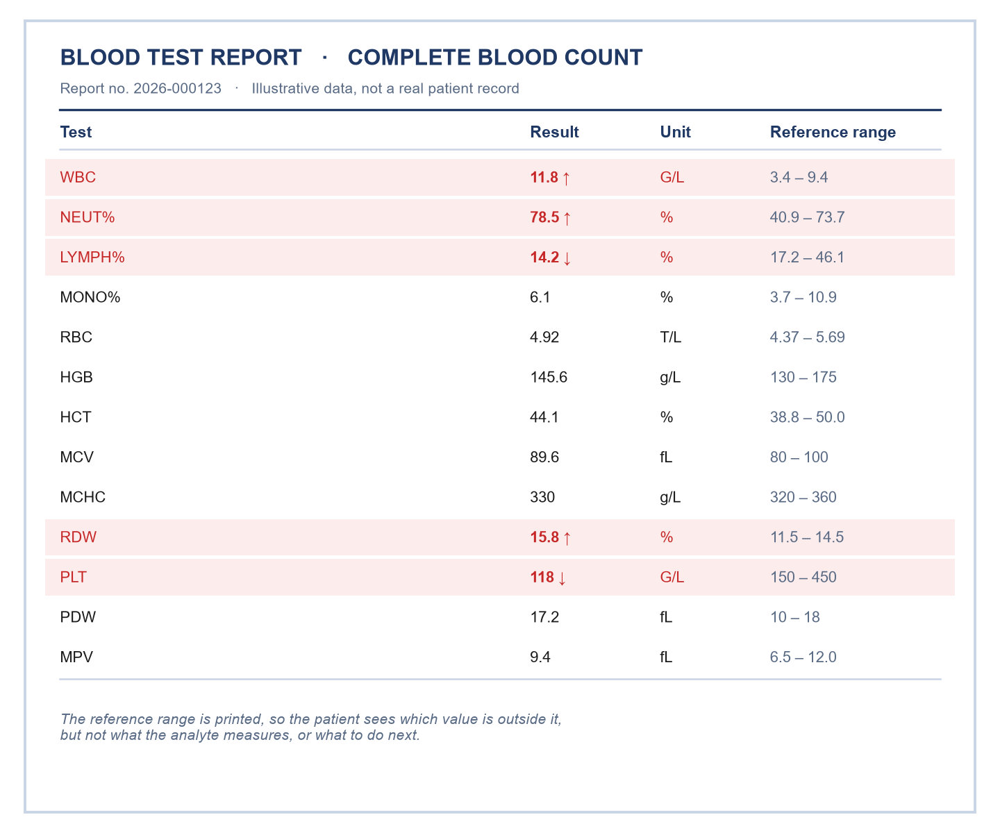 BLOOD TEST REPORT · COMPLETE BLOOD COUNT
Report no. 2026-000123 · Illustrative data, not a real patient record
Test Result Unit Reference range
WBC 11.8 ↑ G/L 3.4 – 9.4
NEUT% 78.5 ↑ % 40.9 – 73.7
LYMPH% 14.2 ↓ % 17.2 – 46.1
MONO% 6.1 % 3.7 – 10.9
RBC 4.92 T/L 4.37 – 5.69
HGB 145.6 g/L 130 – 175
HCT 44.1 % 38.8 – 50.0
MCV 89.6 fL 80 – 100
MCHC 330 g/L 320 – 360
RDW 15.8 ↑ % 11.5 – 14.5
PLT 118 ↓ G/L 150 – 450
PDW 17.2 fL 10 – 18
MPV 9.4 fL 6.5 – 12.0
The reference range is printed, so the patient sees which value is outside it,
but not what the analyte measures, or what to do next.